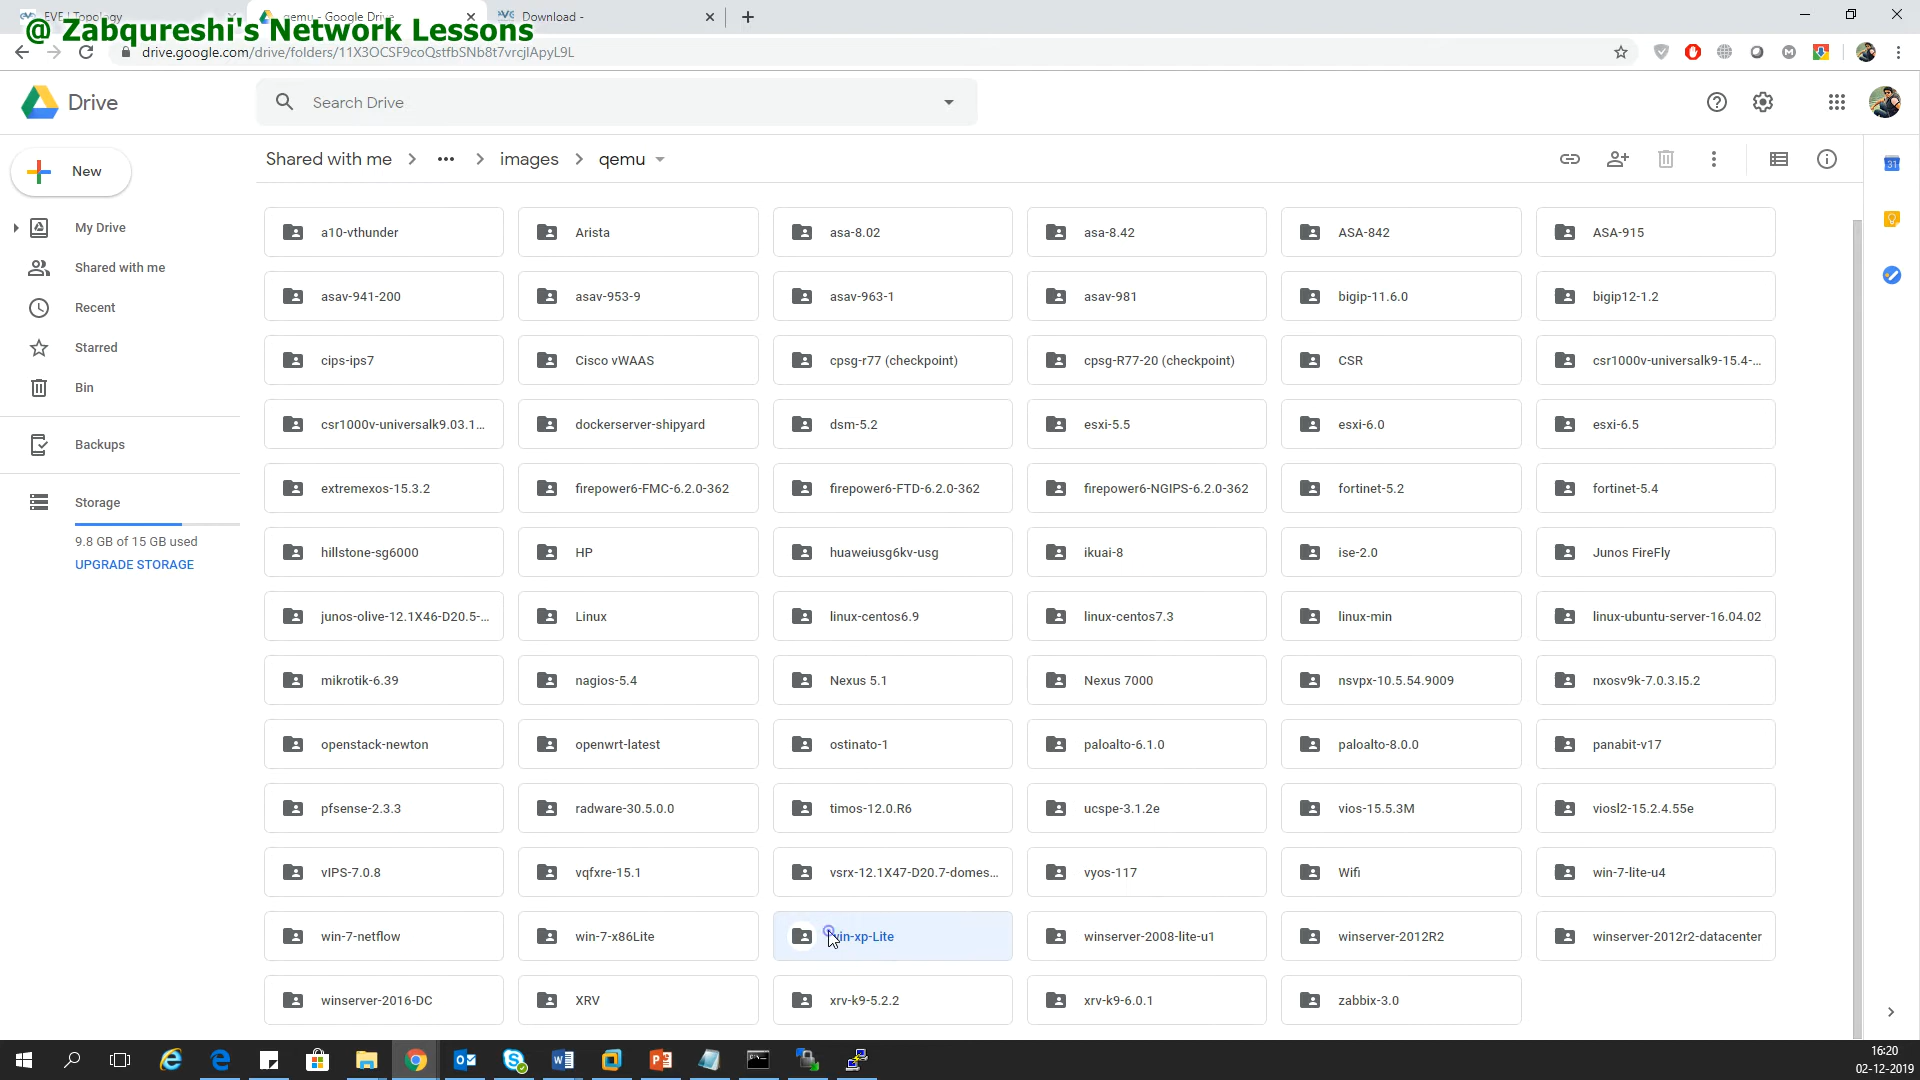 EVE | Topology
qemu - Google Drive
Download -
@ Zabqureshi's Network Lessons
drive.google.com/drive/folders/11X3OCSF9coQstfbSNb8t7vrcjIApyL9L
Drive
Search Drive
New
Shared with me
images
qemu
My Drive
Shared with me
Recent
Starred
Bin
Backups
Storage
9.8 GB of 15 GB used
UPGRADE STORAGE
a10-vthunder
Arista
asa-8.02
asa-8.42
ASA-842
ASA-915
asav-941-200
asav-953-9
asav-963-1
asav-981
bigip-11.6.0
bigip12-1.2
cips-ips7
Cisco vWAAS
cpsg-r77 (checkpoint)
cpsg-R77-20 (checkpoint)
CSR
csr1000v-universalk9-15.4-...
csr1000v-universalk9.03.1...
dockerserver-shipyard
dsm-5.2
esxi-5.5
esxi-6.0
esxi-6.5
extremexos-15.3.2
firepower6-FMC-6.2.0-362
firepower6-FTD-6.2.0-362
firepower6-NGIPS-6.2.0-362
fortinet-5.2
fortinet-5.4
hillstone-sg6000
HP
huaweiusg6kv-usg
ikuai-8
ise-2.0
Junos FireFly
junos-olive-12.1X46-D20.5-...
Linux
linux-centos6.9
linux-centos7.3
linux-min
linux-ubuntu-server-16.04.02
mikrotik-6.39
nagios-5.4
Nexus 5.1
Nexus 7000
nsvpx-10.5.54.9009
nxosv9k-7.0.3.I5.2
openstack-newton
openwrt-latest
ostinato-1
paloalto-6.1.0
paloalto-8.0.0
panabit-v17
pfsense-2.3.3
radware-30.5.0.0
timos-12.0.R6
ucspe-3.1.2e
vios-15.5.3M
viosl2-15.2.4.55e
vIPS-7.0.8
vqfxre-15.1
vsrx-12.1X47-D20.7-domes...
vyos-117
Wifi
win-7-lite-u4
win-7-netflow
win-7-x86Lite
win-xp-Lite
winserver-2008-lite-u1
winserver-2012R2
winserver-2012r2-datacenter
winserver-2016-DC
XRV
xrv-k9-5.2.2
xrv-k9-6.0.1
zabbix-3.0
16:20
02-12-2019